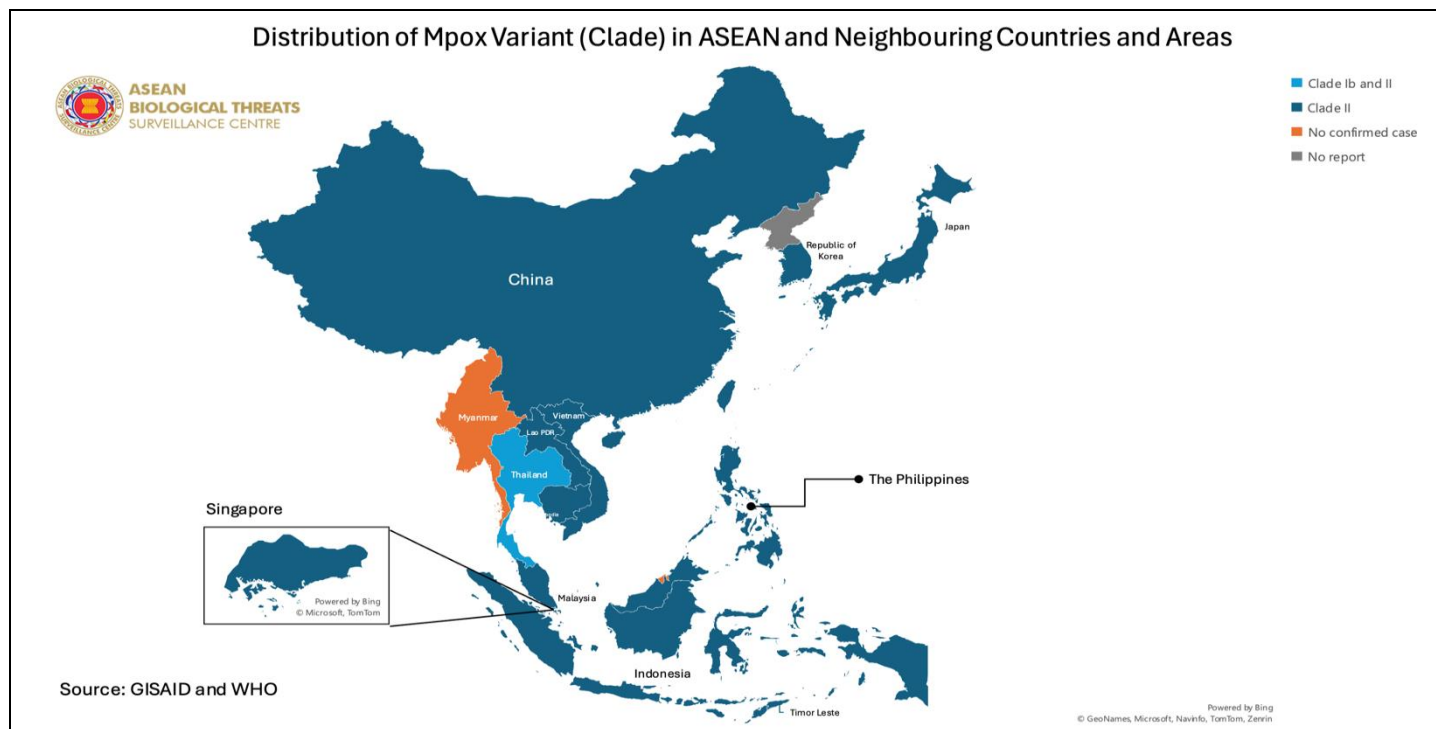 Distribution of Mpox Variant (Clade) in ASEAN and Neighbouring Countries and Areas
ASEAN
BIOLOGICAL THREATS
SURVEILLANCE CENTRE
Clade Ib and II
Clade II
No confirmed case
No report
Japan
Republic of
Korea
China
Myanmar
Vietnam
Lao PDR
Thailand
The Philippines
Singapore
Powered by Bing
© Microsoft, TomTom
Malaysia
Indonesia
Source: GISAID and WHO
Timor Leste
Powered by Bing
© GeoNames, Microsoft, Navinfo, TomTom, Zenrin